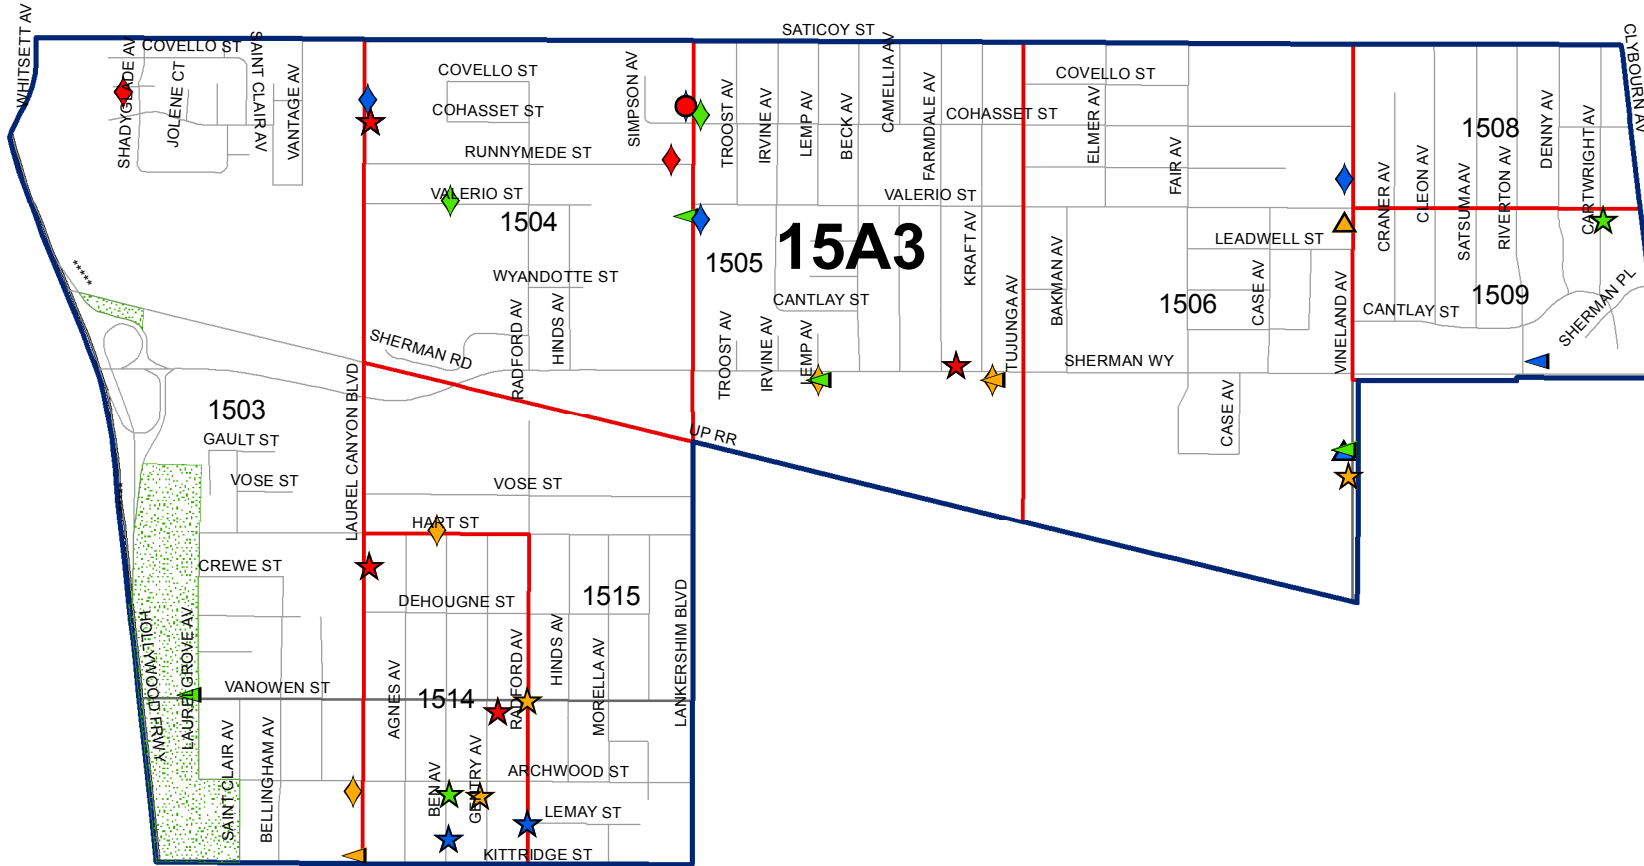 WHITSETT AV
SATICOY ST
CLYBOURN AV
COVELLO ST
SHADYGLADE AV
JOLENE CT
SAINT CLAIR AV
VANTAGE AV
COVELLO ST
COHASSET ST
SIMPSON AV
RUNNYMEDE ST
VALERIO ST
1504
WYANDOTTE ST
RADFORD AV
HINDS AV
SHERMAN RD
TROOST AV
IRVINE AV
LEMP AV
BECK AV
CAMELLIA AV
FARMDALE AV
COHASSET ST
VALERIO ST
15A3
1505
KRAFT AV
CANTLAY ST
TROOST AV
IRVINE AV
LEMP AV
TUJUNGA AV
COVELLO ST
ELMER AV
FAIR AV
LEADWELL ST
BAKMAN AV
CASE AV
1506
VINELAND AV
SHERMAN WY
CASE AV
1508
DENNY AV
CARTWRIGHT AV
CRANER AV
CLEON AV
SATSUMA AV
RIVERTON AV
1509
CANTLAY ST
SHERMAN PL
*****
1503
GAULT ST
VOSE ST
LAUREL CANYON BLVD
UP RR
VOSE ST
HART ST
CREWE ST
DEHOUGNE ST
1515
LANKERSHIM BLVD
HOLLYWOOD FRWY
LAURELGROVE AV
VANOWEN ST
AGNES AV
1514
RADFORD AV
HINDS AV
MORELLA AV
SAINT CLAIR AV
BELLINGHAM AV
BEN AV
GENTRY AV
ARCHWOOD ST
LEMAY ST
KITTRIDGE ST